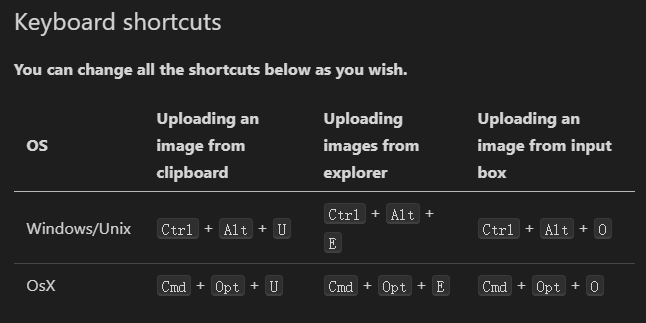 Keyboard shortcuts
You can change all the shortcuts below as you wish.
OS
Uploading an
image from
clipboard
Uploading
images from
explorer
Uploading an
image from input
box
Windows/Unix
Ctrl + Alt + U
Ctrl + Alt +
E
Ctrl + Alt + O
OsX
Cmd + Opt + U
Cmd + Opt + E
Cmd + Opt + O